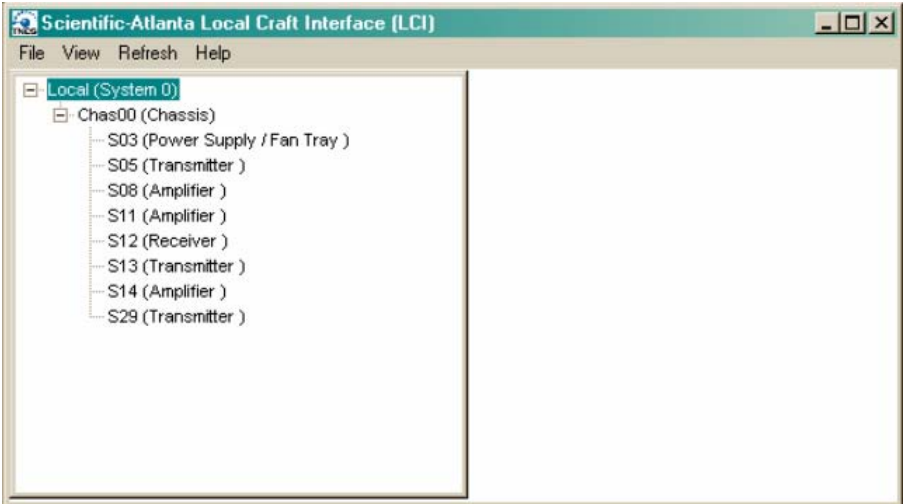 Scientific-Atlanta Local Craft Interface (LCI)
File View Refresh Help
Local (System 0)
Chas00 (Chassis)
S03 (Power Supply / Fan Tray )
S05 (Transmitter )
S08 (Amplifier )
S11 (Amplifier )
S12 (Receiver )
S13 (Transmitter )
S14 (Amplifier )
S29 (Transmitter )